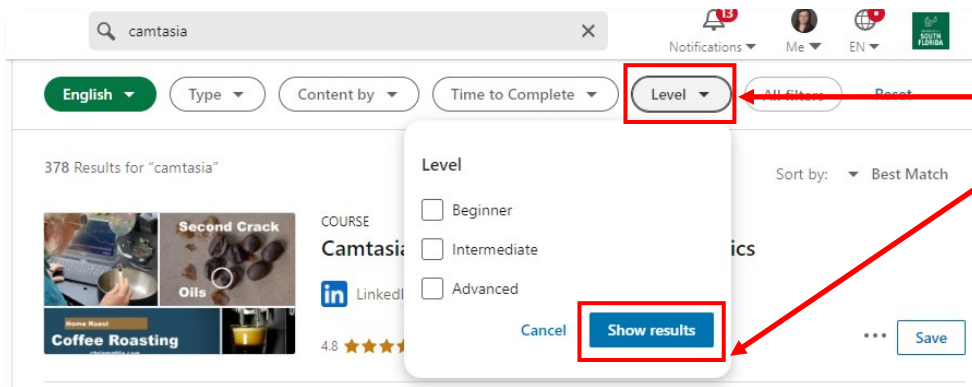 camtasia
13
Notifications
Me
EN
SOUTH
FLORIDA
English
Type
Content by
Time to Complete
Level
All filters
Reset
378 Results for "camtasia"
Sort by:
Best Match
Level
Beginner
Intermediate
Advanced
Cancel
Show results
Second Crack
Oils
Home Roast
Coffee Roasting
COURSE
Camtasia
ics
in
LinkedI
4.8
Save